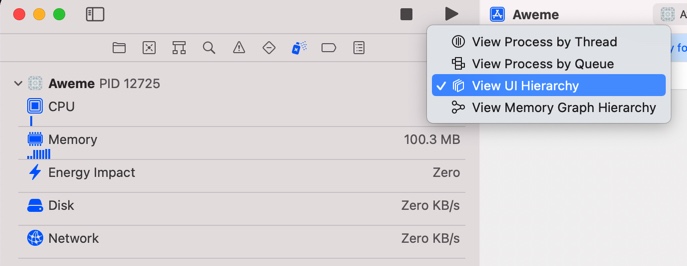 Aweme
A
View Process by Thread
View Process by Queue
View UI Hierarchy
View Memory Graph Hierarchy
y fo
Aweme PID 12725
CPU
Memory 100.3 MB
Energy Impact Zero
Disk Zero KB/s
Network Zero KB/s